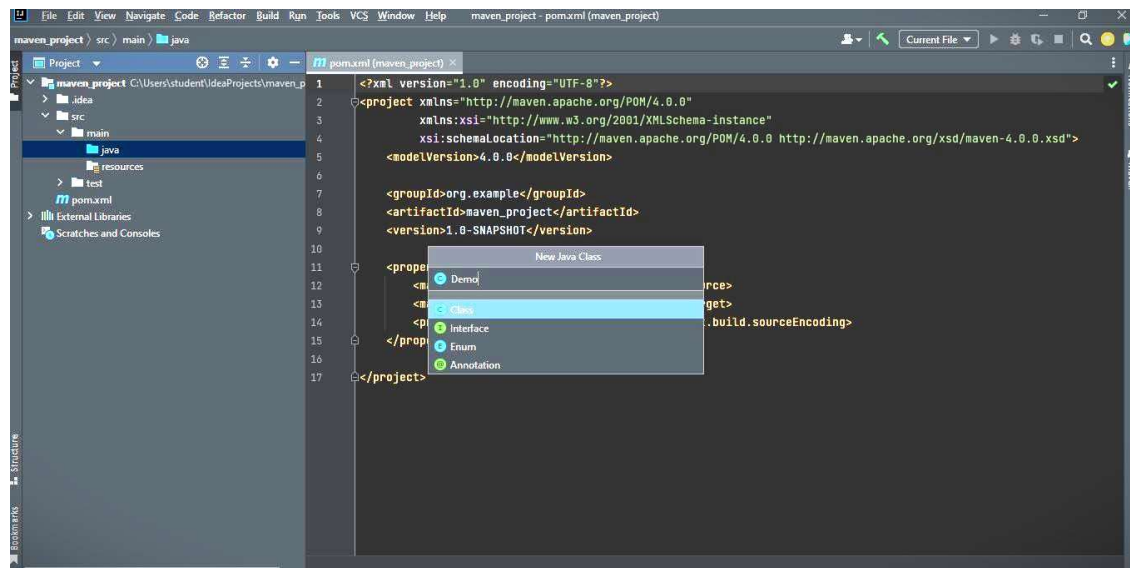 File Edit View Navigate Code Refactor Build Run Tools VCS Window Help maven_project - pom.xml (maven_project)
maven_project src main java
Current File
Project
Project
pom.xml (maven_project)
maven_project C:\Users\student\IdeaProjects\maven_p
.idea
src
main
java
resources
test
pom.xml
External Libraries
Scratches and Consoles
1 <?xml version="1.0" encoding="UTF-8"?>
2 <project xmlns="http://maven.apache.org/POM/4.0.0"
3 xmlns:xsi="http://www.w3.org/2001/XMLSchema-instance"
4 xsi:schemaLocation="http://maven.apache.org/POM/4.0.0 http://maven.apache.org/xsd/maven-4.0.0.xsd">
5 <modelVersion>4.0.0</modelVersion>
6
7 <groupId>org.example</groupId>
8 <artifactId>maven_project</artifactId>
9 <version>1.0-SNAPSHOT</version>
10
11 <prope
12 <m rce>
13 <m get>
14 <p .build.sourceEncoding>
15 </prop
16
17 </project>
New Java Class
Demo
Class
Interface
Enum
Annotation
Structure
Bookmarks